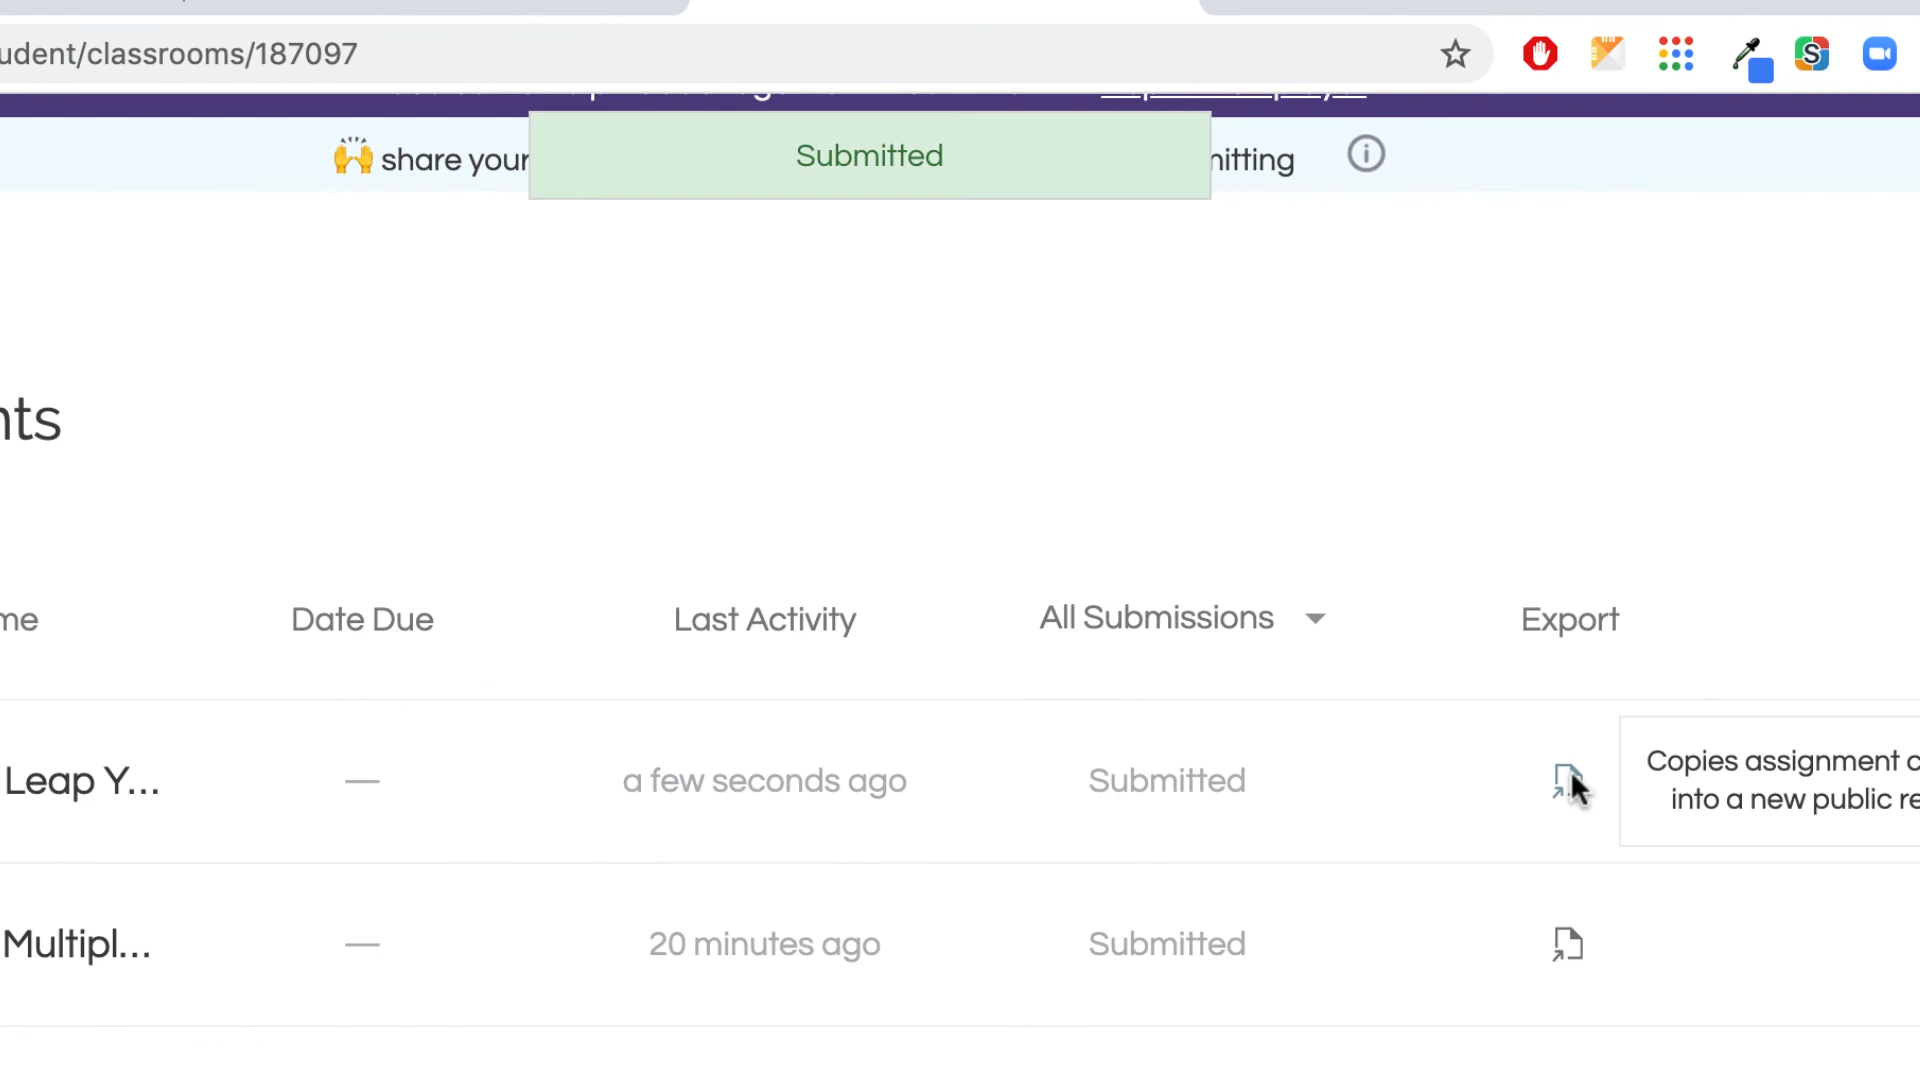 udent/classrooms/187097
🙌 share your
Submitted
nitting
nts
me
Date Due
Last Activity
All Submissions
Export
Leap Y...
—
a few seconds ago
Submitted
Copies assignment c
into a new public re
Multipl...
—
20 minutes ago
Submitted